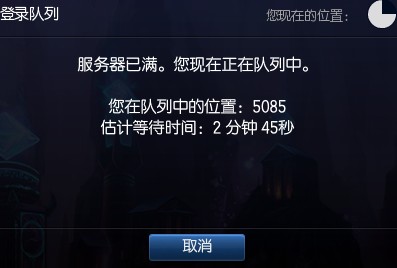 登录队列
您现在的位置：
服务器已满。您现在正在队列中。
您在队列中的位置：5085
估计等待时间：2 分钟 45秒
取消